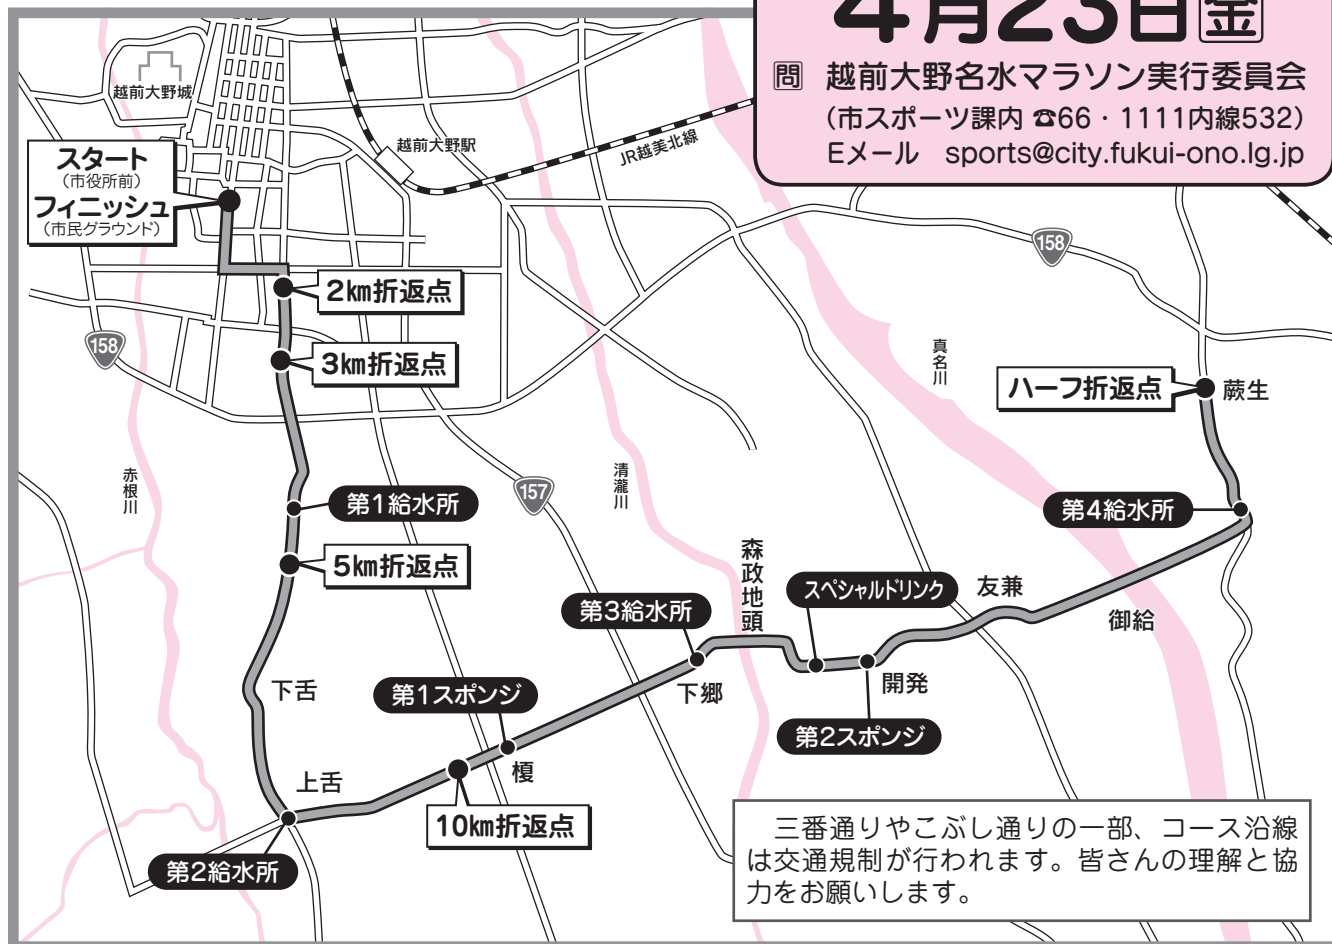 4月23日金
問 越前大野名水マラソン実行委員会
(市スポーツ課内 ☎66・1111内線532)
Eメール sports@city.fukui-ono.lg.jp
越前大野城
越前大野駅
JR越美北線
スタート
(市役所前)
フィニッシュ
(市民グラウンド)
158
2km折返点
158
3km折返点
真名川
ハーフ折返点
蕨生
赤根川
清瀧川
157
第1給水所
第4給水所
5km折返点
森政地頭
スペシャルドリンク
友兼
第3給水所
御給
下舌
第1スポンジ
下郷
開発
第2スポンジ
上舌
榎
10km折返点
第2給水所
三番通りやこぶし通りの一部、コース沿線
は交通規制が行われます。皆さんの理解と協
力をお願いします。